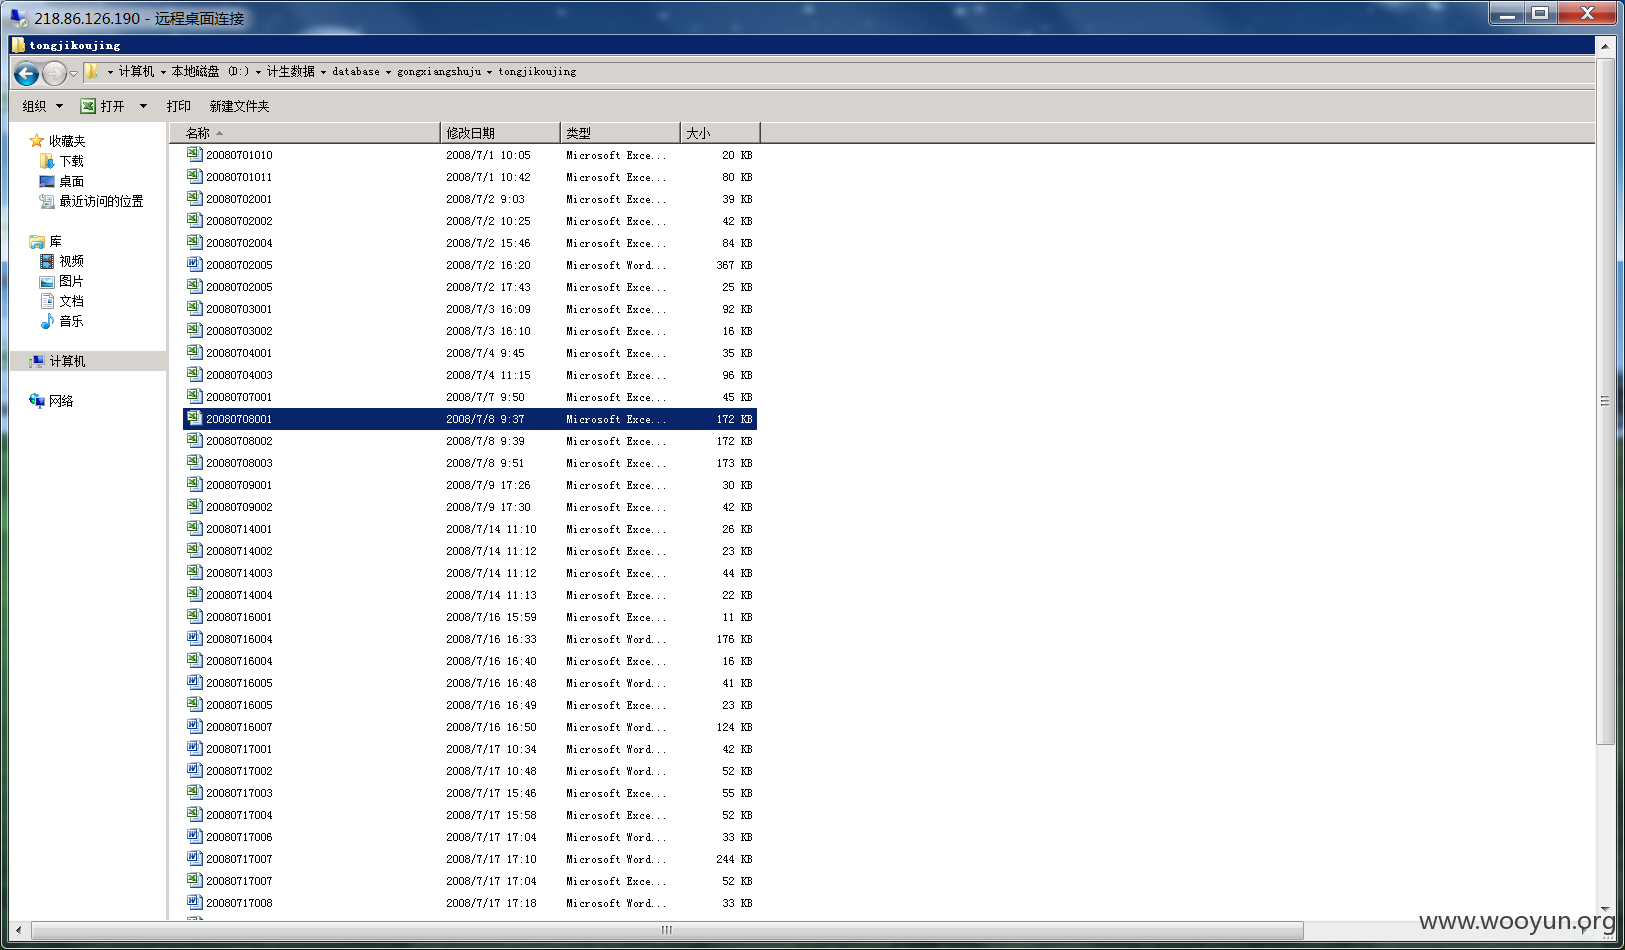 218.86.126.190 - 远程桌面连接
tongjikoujing
计算机 本地磁盘 (D:) 计生数据 database gongxiangshuju tongjikoujing
组织 打开 打印 新建文件夹
名称 修改日期 类型 大小
收藏夹
下载
桌面
最近访问的位置
库
视频
图片
文档
音乐
计算机
网络
20080701010 2008/7/1 10:05 Microsoft Exce... 20 KB
20080701011 2008/7/1 10:42 Microsoft Exce... 80 KB
20080702001 2008/7/2 9:03 Microsoft Exce... 39 KB
20080702002 2008/7/2 10:25 Microsoft Exce... 42 KB
20080702004 2008/7/2 15:46 Microsoft Exce... 84 KB
20080702005 2008/7/2 16:20 Microsoft Word... 367 KB
20080702005 2008/7/2 17:43 Microsoft Exce... 25 KB
20080703001 2008/7/3 16:09 Microsoft Exce... 92 KB
20080703002 2008/7/3 16:10 Microsoft Exce... 16 KB
20080704001 2008/7/4 9:45 Microsoft Exce... 35 KB
20080704003 2008/7/4 11:15 Microsoft Exce... 96 KB
20080707001 2008/7/7 9:50 Microsoft Exce... 45 KB
20080708001 2008/7/8 9:37 Microsoft Exce... 172 KB
20080708002 2008/7/8 9:39 Microsoft Exce... 172 KB
20080708003 2008/7/8 9:51 Microsoft Exce... 173 KB
20080709001 2008/7/9 17:26 Microsoft Exce... 30 KB
20080709002 2008/7/9 17:30 Microsoft Exce... 42 KB
20080714001 2008/7/14 11:10 Microsoft Exce... 26 KB
20080714002 2008/7/14 11:12 Microsoft Exce... 23 KB
20080714003 2008/7/14 11:12 Microsoft Exce... 44 KB
20080714004 2008/7/14 11:13 Microsoft Exce... 22 KB
20080716001 2008/7/16 15:59 Microsoft Exce... 11 KB
20080716004 2008/7/16 16:33 Microsoft Word... 176 KB
20080716004 2008/7/16 16:40 Microsoft Exce... 16 KB
20080716005 2008/7/16 16:48 Microsoft Word... 41 KB
20080716005 2008/7/16 16:49 Microsoft Exce... 23 KB
20080716007 2008/7/16 16:50 Microsoft Word... 124 KB
20080717001 2008/7/17 10:34 Microsoft Word... 42 KB
20080717002 2008/7/17 10:48 Microsoft Word... 52 KB
20080717003 2008/7/17 15:46 Microsoft Exce... 55 KB
20080717004 2008/7/17 15:58 Microsoft Exce... 52 KB
20080717006 2008/7/17 17:04 Microsoft Word... 33 KB
20080717007 2008/7/17 17:10 Microsoft Word... 244 KB
20080717007 2008/7/17 17:04 Microsoft Exce... 52 KB
20080717008 2008/7/17 17:18 Microsoft Word... 33 KB
www.wooyun.org